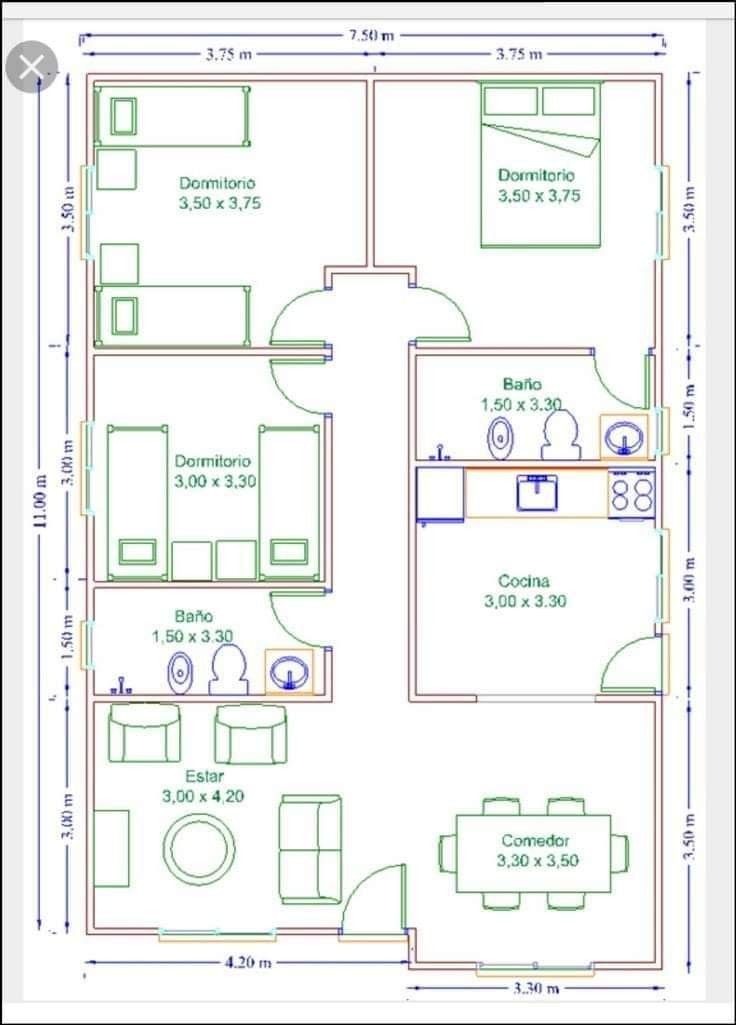 7.50 m
3.75 m
3.75 m
Dormitorio
3,50 x 3,75
Dormitorio
3,50 x 3,75
3.50 m
3.50 m
Baño
1,50 x 3.30
1.50 m
Dormitorio
3,00 x 3,30
3,00 m
11.00 m
Cocina
3,00 x 3.30
3,00 m
Baño
1,50 x 3.30
1,50 m
Estar
3,00 x 4,20
3,00 m
Comedor
3,30 x 3,50
3,50 m
4.20 m
3.30 m